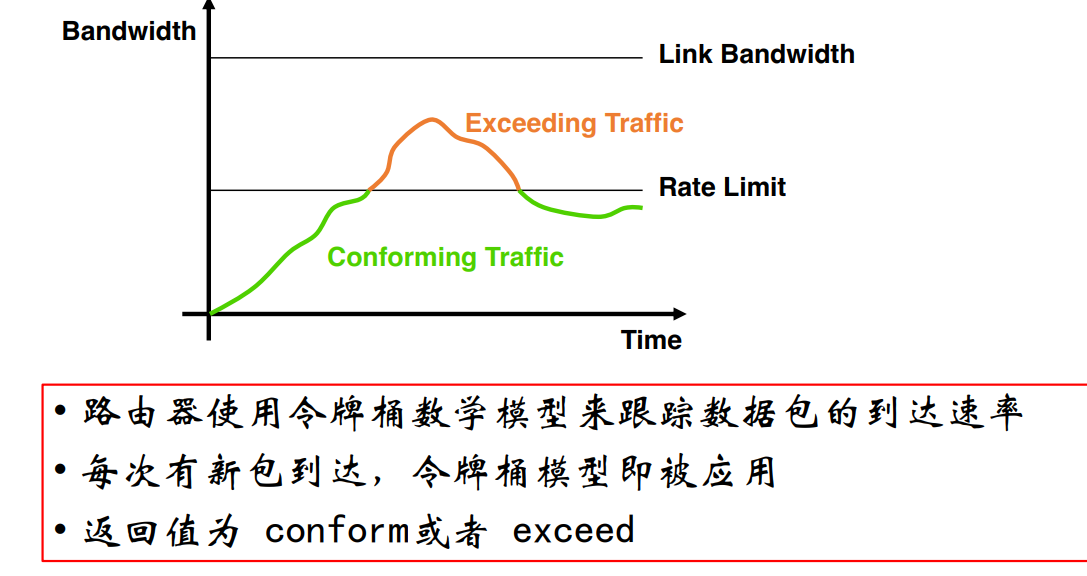 Bandwidth
Link Bandwidth
Exceeding Traffic
Rate Limit
Conforming Traffic
Time
• 路由器使用令牌桶数学模型来跟踪数据包的到达速率
• 每次有新包到达，令牌桶模型即被应用
• 返回值为 conform或者 exceed